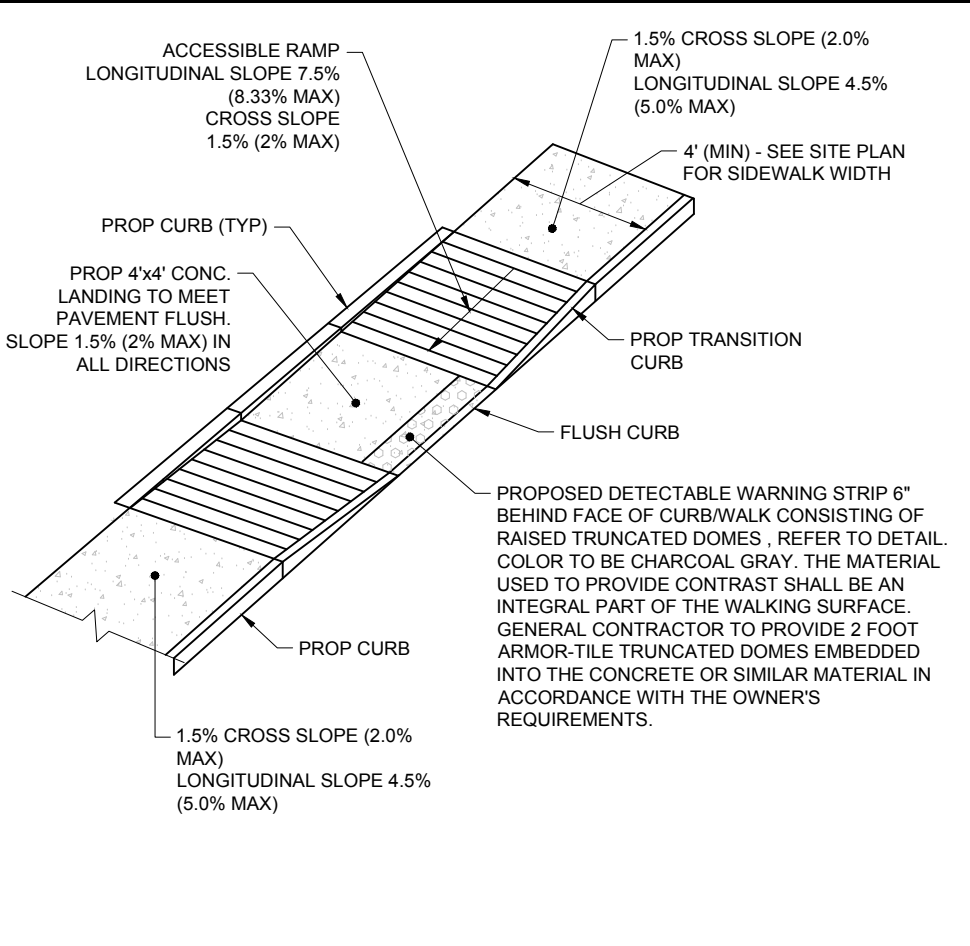 ACCESSIBLE RAMP
LONGITUDINAL SLOPE 7.5%
(8.33% MAX)
CROSS SLOPE
1.5% (2% MAX)
1.5% CROSS SLOPE (2.0%
MAX)
LONGITUDINAL SLOPE 4.5%
(5.0% MAX)
4' (MIN) - SEE SITE PLAN
FOR SIDEWALK WIDTH
PROP CURB (TYP)
PROP 4'x4' CONC.
LANDING TO MEET
PAVEMENT FLUSH.
SLOPE 1.5% (2% MAX) IN
ALL DIRECTIONS
PROP TRANSITION
CURB
FLUSH CURB
PROPOSED DETECTABLE WARNING STRIP 6"
BEHIND FACE OF CURB/WALK CONSISTING OF
RAISED TRUNCATED DOMES , REFER TO DETAIL.
COLOR TO BE CHARCOAL GRAY. THE MATERIAL
USED TO PROVIDE CONTRAST SHALL BE AN
INTEGRAL PART OF THE WALKING SURFACE.
GENERAL CONTRACTOR TO PROVIDE 2 FOOT
ARMOR-TILE TRUNCATED DOMES EMBEDDED
INTO THE CONCRETE OR SIMILAR MATERIAL IN
ACCORDANCE WITH THE OWNER'S
REQUIREMENTS.
PROP CURB
1.5% CROSS SLOPE (2.0%
MAX)
LONGITUDINAL SLOPE 4.5%
(5.0% MAX)